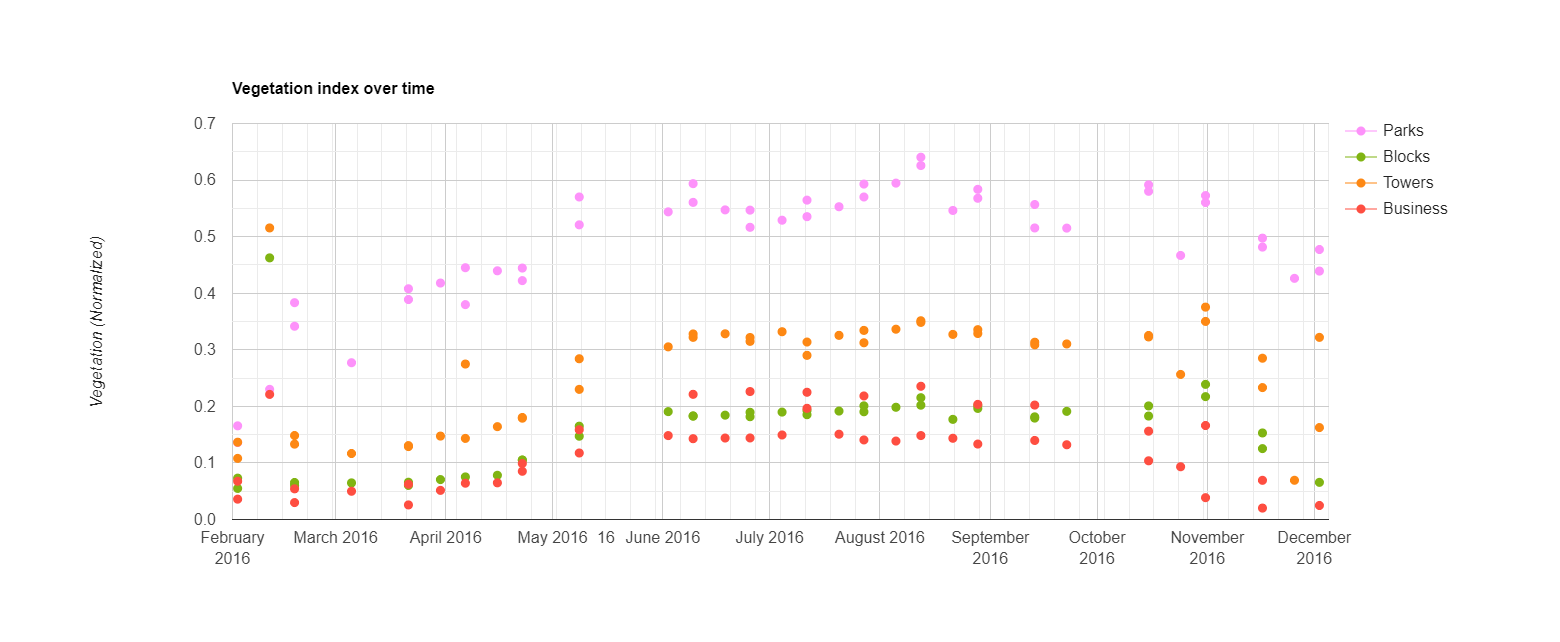 Vegetation index over time
0.7
0.6
0.5
0.4
0.3
0.2
0.1
0.0
Vegetation (Normalized)
February 2016
March 2016
April 2016
May 2016
16
June 2016
July 2016
August 2016
September 2016
October 2016
November 2016
December 2016
Parks
Blocks
Towers
Business